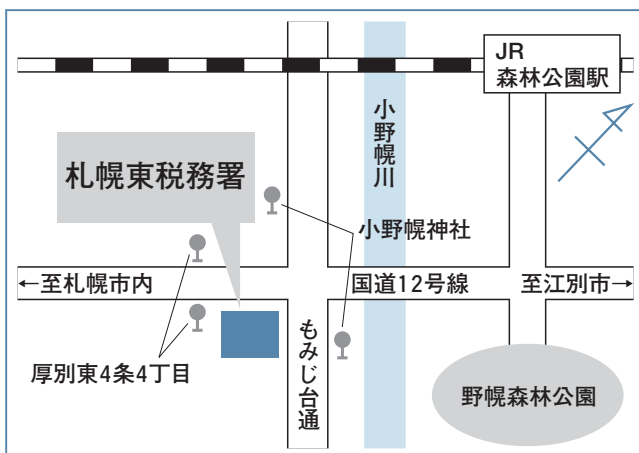 JR
森林公園駅
小野幌川
札幌東税務署
小野幌神社
←至札幌市内
国道12号線
至江別市→
もみじ台通
厚別東4条4丁目
野幌森林公園